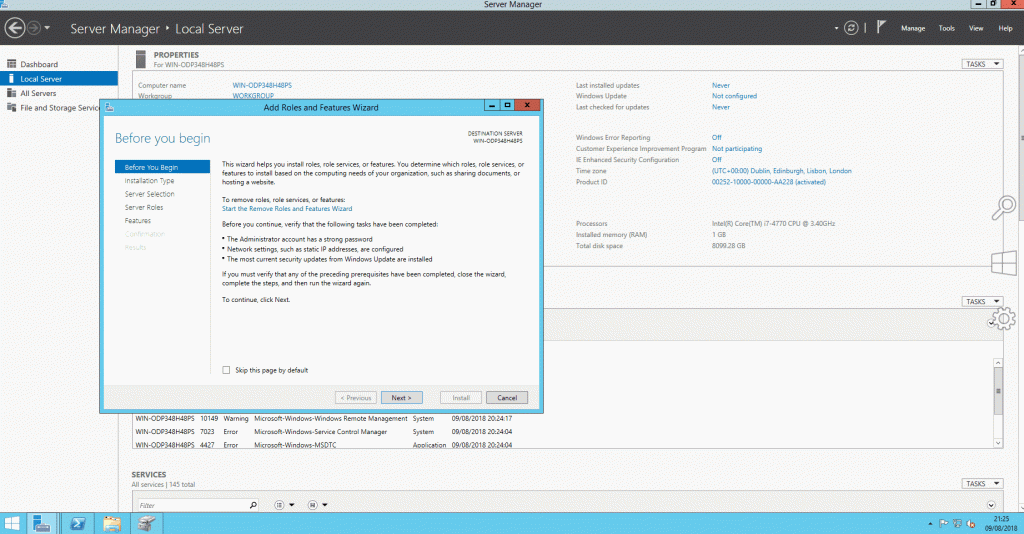 Server Manager
Server Manager ‣ Local Server
Manage Tools View Help
Dashboard
Local Server
All Servers
File and Storage Service
PROPERTIES
For WIN-ODP348H48PS
TASKS
Computer name WIN-ODP348H48PS
Workgroup WORKGROUP
Last installed updates Never
Windows Update Not configured
Last checked for updates Never
Windows Error Reporting Off
Customer Experience Improvement Program Not participating
IE Enhanced Security Configuration Off
Time zone (UTC+00:00) Dublin, Edinburgh, Lisbon, London
Product ID 00252-10000-00000-AA228 (activated)
Processors Intel(R) Core(TM) i7-4770 CPU @ 3.40GHz
Installed memory (RAM) 1 GB
Total disk space 8099.28 GB
TASKS
Add Roles and Features Wizard
Before you begin
DESTINATION SERVER
WIN-ODP348H48PS
Before You Begin
Installation Type
Server Selection
Server Roles
Features
Confirmation
Results
This wizard helps you install roles, role services, or features. You determine which roles, role services, or
features to install based on the computing needs of your organization, such as sharing documents, or
hosting a website.
To remove roles, role services, or features:
Start the Remove Roles and Features Wizard
Before you continue, verify that the following tasks have been completed:
• The Administrator account has a strong password
• Network settings, such as static IP addresses, are configured
• The most current security updates from Windows Update are installed
If you must verify that any of the preceding prerequisites have been completed, close the wizard,
complete the steps, and then run the wizard again.
To continue, click Next.
Skip this page by default
< Previous Next > Install Cancel
WIN-ODP348H48PS 10149 Warning Microsoft-Windows-Windows Remote Management System 09/08/2018 20:24:17
WIN-ODP348H48PS 7023 Error Microsoft-Windows-Service Control Manager System 09/08/2018 20:24:04
WIN-ODP348H48PS 4427 Error Microsoft-Windows-MSDTC Application 09/08/2018 20:24:04
SERVICES
All services | 145 total
TASKS
Filter
21:25
09/08/2018